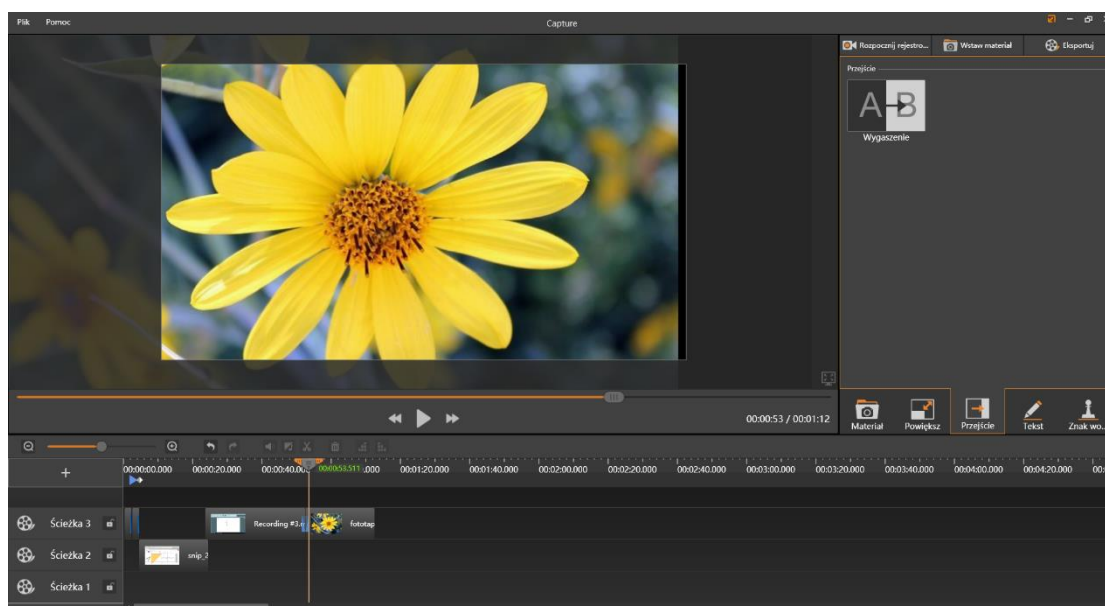 Plik Pomoc Capture
Rozpocznij rejestro... Wstaw materiał Eksportuj
Przejście
A B
Wygaszenie
00:00:53 / 00:01:12
Materiał Powiększ Przejście Tekst Znak wo...
+ 00:00:00.000 00:00:20.000 00:00:40.00 00:00:53.511 .000 00:01:20.000 00:01:40.000 00:02:00.000 00:02:20.000 00:02:40.000 00:03:00.000 00:03:20.000 00:03:40.000 00:04:00.000 00:04:20.000 00:
Ścieżka 3 Recording #3. fototap
Ścieżka 2 snip_2
Ścieżka 1